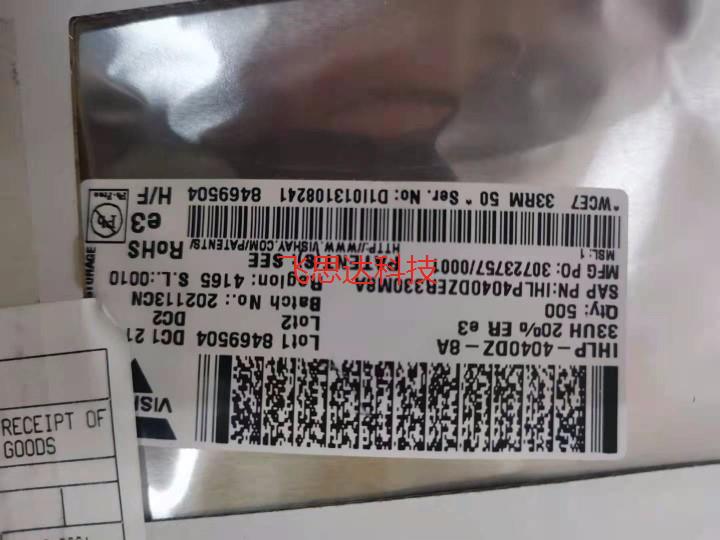 VISH
IHLP-4040DZ-8A
33UH 20% ER e3
Qty: 500
SAP PN:IHLP4040DZER330M8A
MFG PO: 30723757/0001
MSL:1
Lot1 8469504 DC1 21
Lot2 DC2
Batch No.: 202113CN
Region: 4165 S.L.:0010
SEE
HTTP://WWW.VISHAY.COM/PATENTS/
RoHS
e3
H/F
*WCE7 33RM 50* Ser. No: D1I013108241 8469504
飞思达科技
RECEIPT OF
GOODS